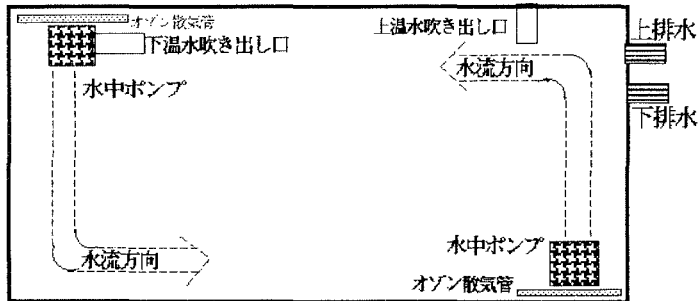 オゾン散気管
下温水吹き出し口
水中ポンプ
上温水吹き出し口
上排水
水流方向
下排水
水流方向
水中ポンプ
オゾン散気管